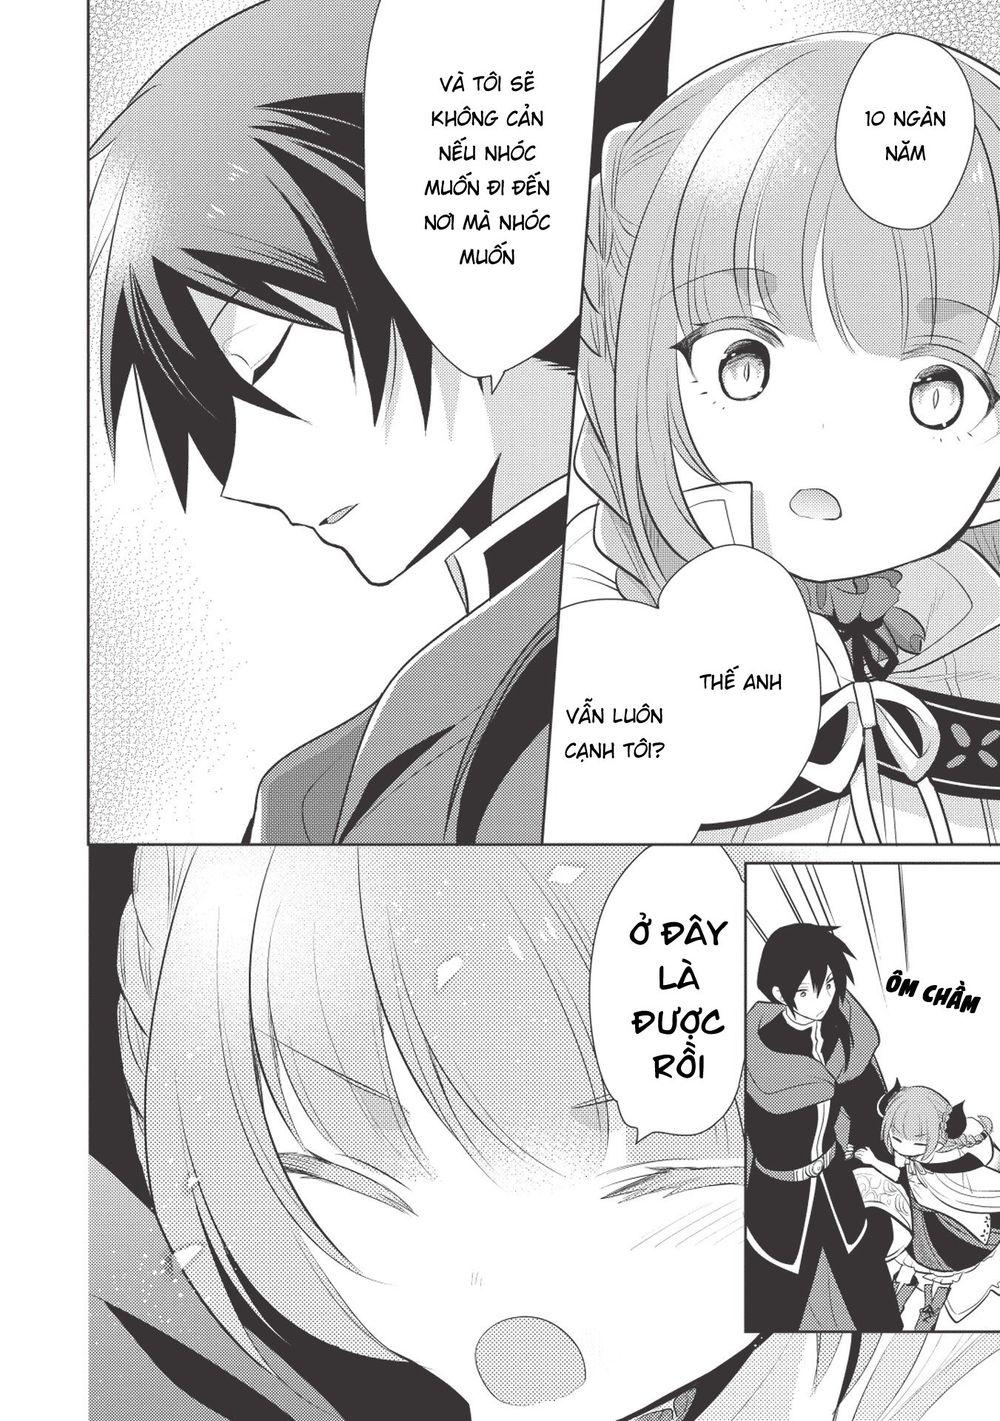 10 NGÀN
NĂM
THẾ ANH
VẪN LUÔN
CẠNH TÔI?
VÀ TÔI SẼ
KHÔNG CẢN
NẾU NHÓC
MUỐN ĐI ĐẾN
NƠI MÀ NHÓC
MUỐN
ÔM CHẦM
Ở ĐÂY
LÀ
ĐƯỢC
RỒI